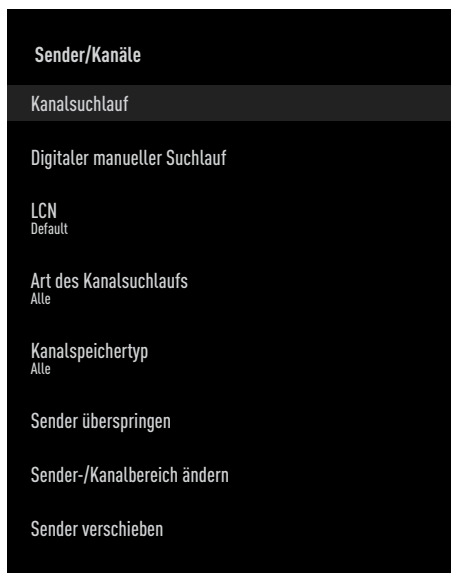 Sender/Kanäle
Kanalsuchlauf
Digitaler manueller Suchlauf
LCN
Default
Art des Kanalsuchlaufs
Alle
Kanalspeichertyp
Alle
Sender überspringen
Sender-/Kanalbereich ändern
Sender verschieben